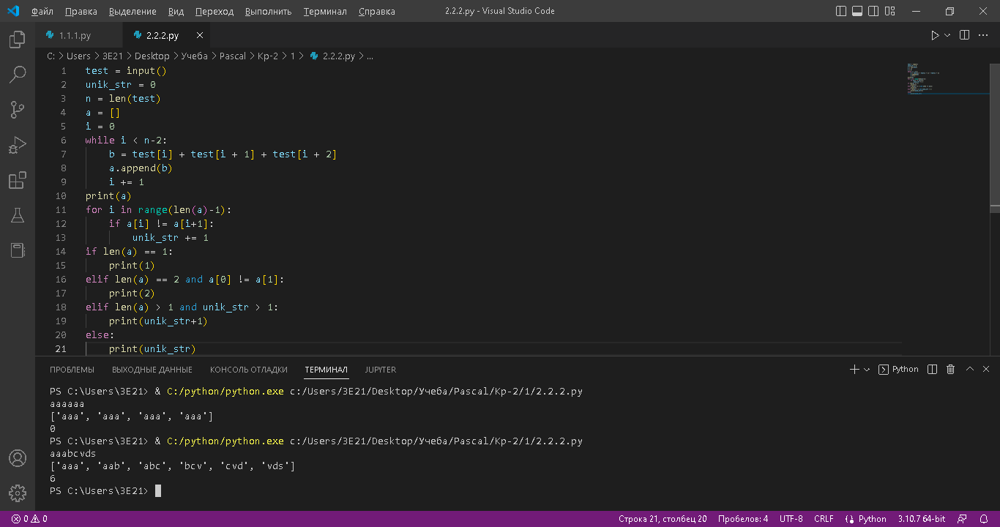 Файл Правка Выделение Вид Переход Выполнить Терминал Справка 2.2.2.py - Visual Studio Code
1.1.1.py 2.2.2.py
C: > Users > 3E21 > Desktop > Учеба > Pascal > Кр-2 > 1 > 2.2.2.py > ...
1 test = input()
2 unik_str = 0
3 n = len(test)
4 a = []
5 i = 0
6 while i < n-2:
7 b = test[i] + test[i + 1] + test[i + 2]
8 a.append(b)
9 i += 1
10 print(a)
11 for i in range(len(a)-1):
12 if a[i] != a[i+1]:
13 unik_str += 1
14 if len(a) == 1:
15 print(1)
16 elif len(a) == 2 and a[0] != a[1]:
17 print(2)
18 elif len(a) > 1 and unik_str > 1:
19 print(unik_str+1)
20 else:
21 print(unik_str)
ПРОБЛЕМЫ ВЫХОДНЫЕ ДАННЫЕ КОНСОЛЬ ОТЛАДКИ ТЕРМИНАЛ JUPYTER Python
PS C:\Users\3E21> & C:/python/python.exe c:/Users/3E21/Desktop/Учеба/Pascal/Кр-2/1/2.2.2.py
aaaaaa
['aaa', 'aaa', 'aaa', 'aaa']
0
PS C:\Users\3E21> & C:/python/python.exe c:/Users/3E21/Desktop/Учеба/Pascal/Кр-2/1/2.2.2.py
aaabcvds
['aaa', 'aab', 'abc', 'bcv', 'cvd', 'vds']
6
PS C:\Users\3E21>
0 0 Строка 21, столбец 20 Пробелов: 4 UTF-8 CRLF Python 3.10.7 64-bit